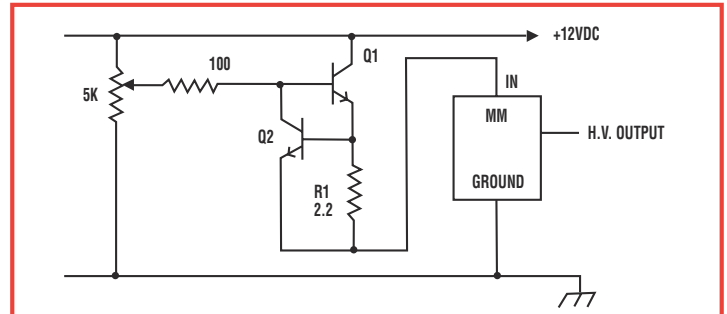 +12VDC
Q1
100
5K
IN
MM
Q2
H.V. OUTPUT
GROUND
R1
2.2